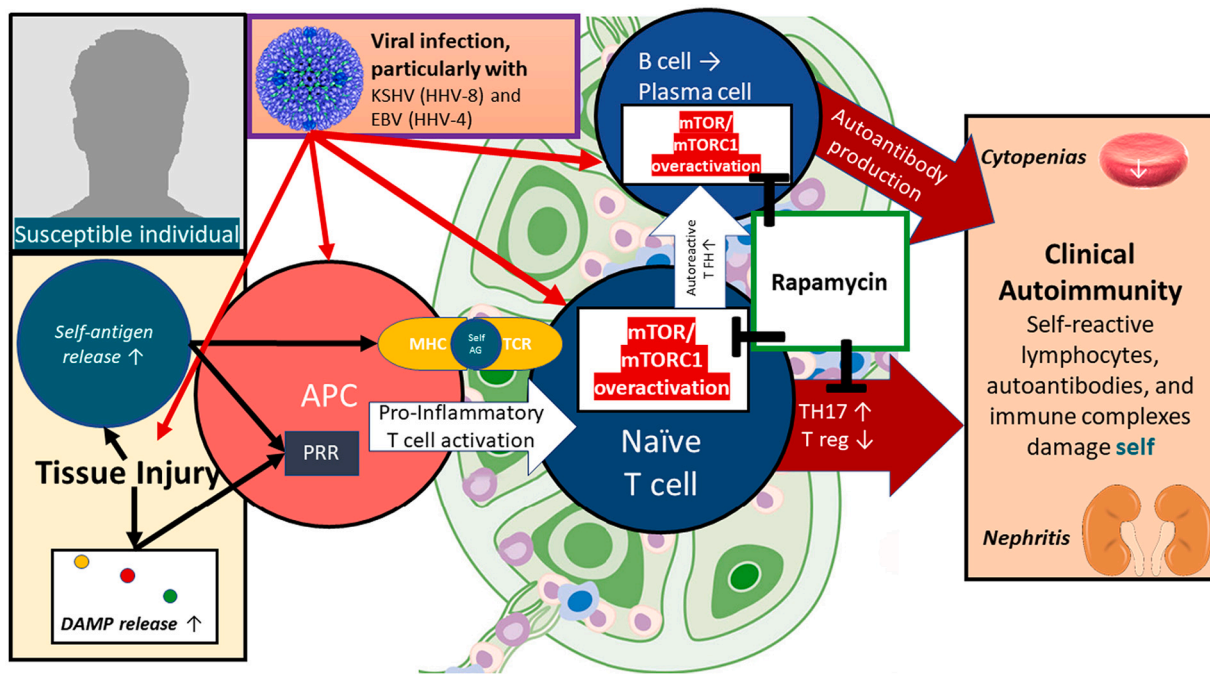 Viral infection,
particularly with
KSHV (HHV-8) and
EBV (HHV-4)
Susceptible individual
Self-antigen
release ↑
Tissue Injury
DAMP release ↑
APC
PRR
MHC
Self
AG
TCR
Pro-Inflammatory
T cell activation
B cell →
Plasma cell
mTOR/
mTORC1
overactivation
Autoreactive
T FH↑
mTOR/
mTORC1
overactivation
Naïve
T cell
Rapamycin
Autoantibody
production
TH17 ↑
T reg ↓
Cytopenias
↓
Clinical
Autoimmunity
Self-reactive
lymphocytes,
autoantibodies, and
immune complexes
damage self
Nephritis